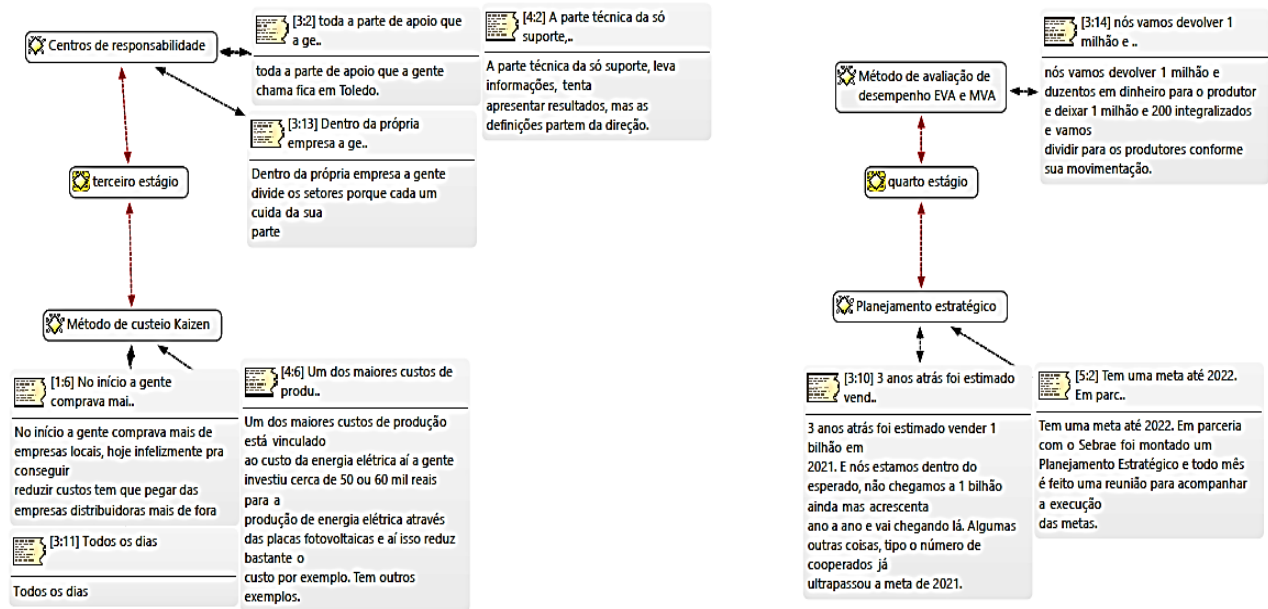 Centros de responsabilidade
[3:2] toda a parte de apoio que
a ge..
toda a parte de apoio que a gente
chama fica em Toledo.
[4:2] A parte técnica da só
suporte,..
A parte técnica da só suporte, leva
informações, tenta
apresentar resultados, mas as
definições partem da direção.
[3:13] Dentro da própria
empresa a ge..
Dentro da própria empresa a gente
divide os setores porque cada um
cuida da sua
parte
terceiro estágio
Método de custeio Kaizen
[1:6] No início a gente
comprava mai..
No início a gente comprava mais de
empresas locais, hoje infelizmente pra
conseguir
reduzir custos tem que pegar das
empresas distribuidoras mais de fora
[3:11] Todos os dias
Todos os dias
[4:6] Um dos maiores custos de
produ..
Um dos maiores custos de produção
está vinculado
ao custo da energia elétrica aí a gente
investiu cerca de 50 ou 60 mil reais
para a
produção de energia elétrica através
das placas fotovoltaicas e aí isso reduz
bastante o
custo por exemplo. Tem outros
exemplos.
Método de avaliação de
desempenho EVA e MVA
[3:14] nós vamos devolver 1
milhão e ..
nós vamos devolver 1 milhão e
duzentos em dinheiro para o produtor
e deixar 1 milhão e 200 integralizados
e vamos
dividir para os produtores conforme
sua movimentação.
quarto estágio
Planejamento estratégico
[3:10] 3 anos atrás foi estimado
vend..
3 anos atrás foi estimado vender 1
bilhão em
2021. E nós estamos dentro do
esperado, não chegamos a 1 bilhão
ainda mas acrescenta
ano a ano e vai chegando lá. Algumas
outras coisas, tipo o número de
cooperados já
ultrapassou a meta de 2021.
[5:2] Tem uma meta até 2022.
Em parc..
Tem uma meta até 2022. Em parceria
com o Sebrae foi montado um
Planejamento Estratégico e todo mês
é feito uma reunião para acompanhar
a execução
das metas.